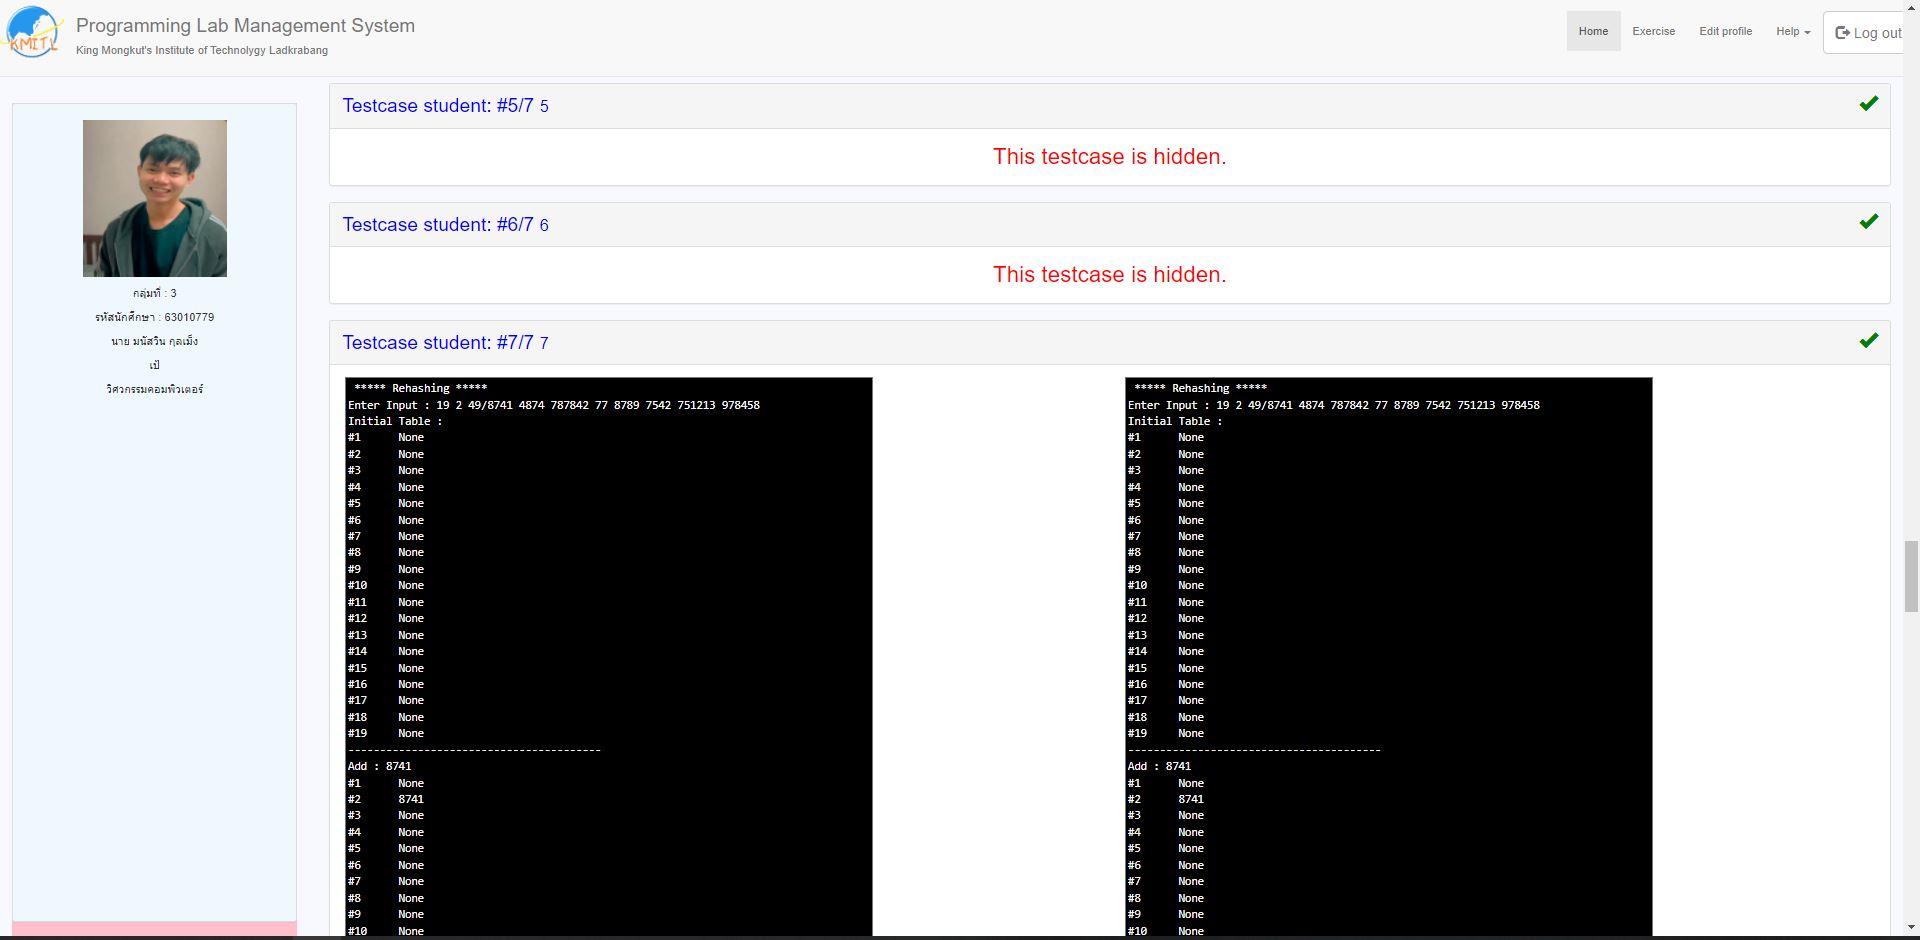 KMITL
Programming Lab Management System
King Mongkut's Institute of Technolygy Ladkrabang
Home
Exercise
Edit profile
Help
Log out
กลุ่มที่ : 3
รหัสนักศึกษา : 63010779
นาย มนัสวิน กุลเม็ง
เป้
วิศวกรรมคอมพิวเตอร์
Testcase student: #5/7 5
This testcase is hidden.
Testcase student: #6/7 6
This testcase is hidden.
Testcase student: #7/7 7
***** Rehashing *****
Enter Input : 19 2 49/8741 4874 787842 77 8789 7542 751213 978458
Initial Table :
#1 None
#2 None
#3 None
#4 None
#5 None
#6 None
#7 None
#8 None
#9 None
#10 None
#11 None
#12 None
#13 None
#14 None
#15 None
#16 None
#17 None
#18 None
#19 None
----------------------------------------
Add : 8741
#1 None
#2 8741
#3 None
#4 None
#5 None
#6 None
#7 None
#8 None
#9 None
#10 None
***** Rehashing *****
Enter Input : 19 2 49/8741 4874 787842 77 8789 7542 751213 978458
Initial Table :
#1 None
#2 None
#3 None
#4 None
#5 None
#6 None
#7 None
#8 None
#9 None
#10 None
#11 None
#12 None
#13 None
#14 None
#15 None
#16 None
#17 None
#18 None
#19 None
----------------------------------------
Add : 8741
#1 None
#2 8741
#3 None
#4 None
#5 None
#6 None
#7 None
#8 None
#9 None
#10 None